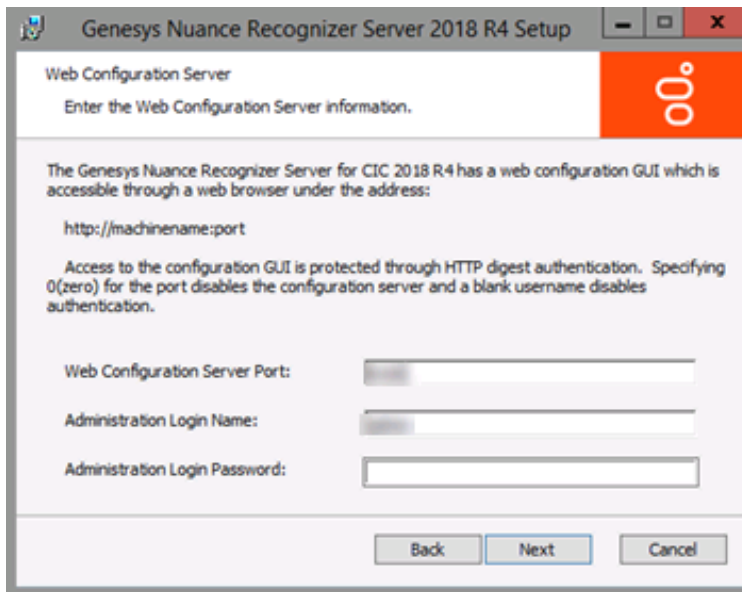 Genesys Nuance Recognizer Server 2018 R4 Setup
Web Configuration Server
Enter the Web Configuration Server information.
The Genesys Nuance Recognizer Server for CIC 2018 R4 has a web configuration GUI which is
accessible through a web browser under the address:
http://machinename:port
Access to the configuration GUI is protected through HTTP digest authentication. Specifying
0(zero) for the port disables the configuration server and a blank username disables
authentication.
Web Configuration Server Port:
Administration Login Name:
Administration Login Password:
Back Next Cancel